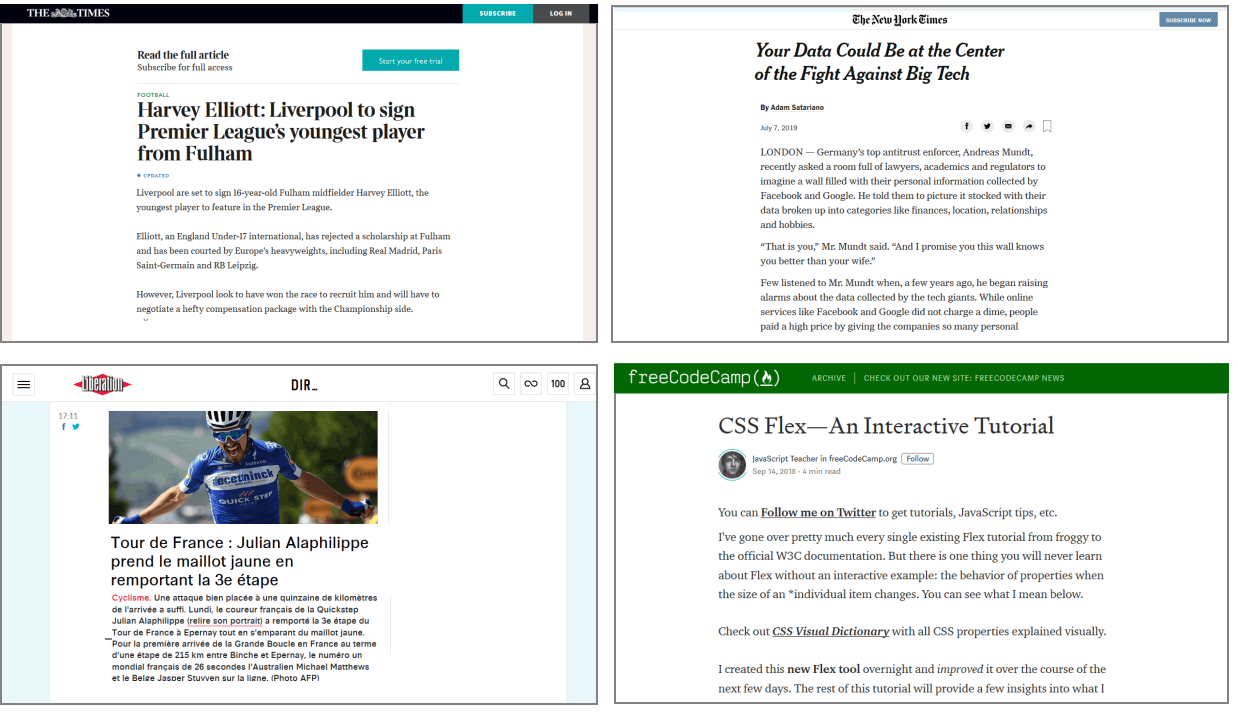 THE TIMES
SUBSCRIBE
LOG IN
Read the full article
Subscribe for full access
Start your free trial
FOOTBALL
Harvey Elliott: Liverpool to sign
Premier League's youngest player
from Fulham
UPDATED
Liverpool are set to sign 16-year-old Fulham midfielder Harvey Elliott, the
youngest player to feature in the Premier League.
Elliott, an England Under-17 international, has rejected a scholarship at Fulham
and has been courted by Europe's heavyweights, including Real Madrid, Paris
Saint-Germain and RB Leipzig.
However, Liverpool look to have won the race to recruit him and will have to
negotiate a hefty compensation package with the Championship side.
The New York Times
SUBSCRIBE NOW
Your Data Could Be at the Center
of the Fight Against Big Tech
By Adam Satariano
July 7, 2019
LONDON — Germany's top antitrust enforcer, Andreas Mundt,
recently asked a room full of lawyers, academics and regulators to
imagine a wall filled with their personal information collected by
Facebook and Google. He told them to picture it stocked with their
data broken up into categories like finances, location, relationships
and hobbies.
“That is you,” Mr. Mundt said. “And I promise you this wall knows
you better than your wife.”
Few listened to Mr. Mundt when, a few years ago, he began raising
alarms about the data collected by the tech giants. While online
services like Facebook and Google did not charge a dime, people
paid a high price by giving the companies so many personal
Libération
DIR_
100
17:11
deceuninck
QUICK STEP
Tour de France : Julian Alaphilippe
prend le maillot jaune en
remportant la 3e étape
Cyclisme. Une attaque bien placée à une quinzaine de kilomètres
de l'arrivée a suffi. Lundi, le coureur français de la Quickstep
Julian Alaphilippe (relire son portrait) a remporté la 3e étape du
Tour de France à Epernay tout en s'emparant du maillot jaune.
Pour la première arrivée de la Grande Boucle en France au terme
d'une étape de 215 km entre Binche et Epernay, le numéro un
mondial français de 26 secondes l'Australien Michael Matthews
et le Belge Jasper Stuyven sur la ligne. (Photo AFP)
freeCodeCamp
ARCHIVE
CHECK OUT OUR NEW SITE: FREECODECAMP NEWS
CSS Flex—An Interactive Tutorial
JavaScript Teacher in freeCodeCamp.org
Follow
Sep 14, 2018 · 4 min read
You can Follow me on Twitter to get tutorials, JavaScript tips, etc.
I've gone over pretty much every single existing Flex tutorial from froggy to
the official W3C documentation. But there is one thing you will never learn
about Flex without an interactive example: the behavior of properties when
the size of an *individual item changes. You can see what I mean below.
Check out CSS Visual Dictionary with all CSS properties explained visually.
I created this new Flex tool overnight and improved it over the course of the
next few days. The rest of this tutorial will provide a few insights into what I